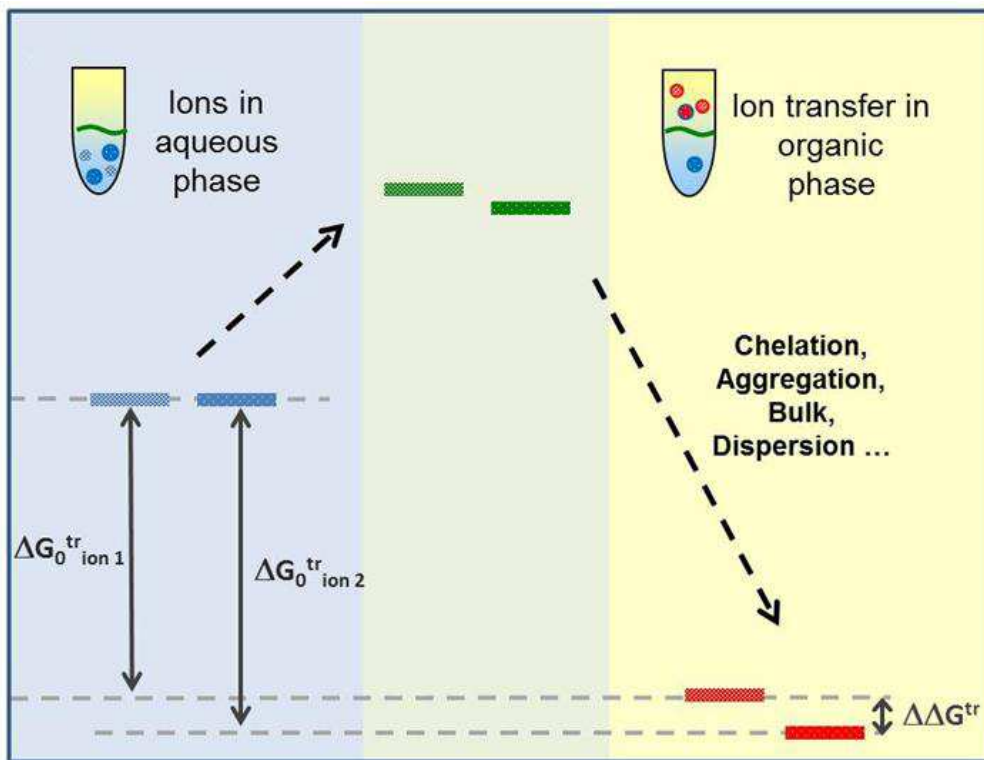 Ions in
aqueous
phase
Ion transfer in
organic
phase
Chelation,
Aggregation,
Bulk,
Dispersion ...
ΔG₀ᵗʳ ion 1
ΔG₀ᵗʳ ion 2
ΔΔGᵗʳ